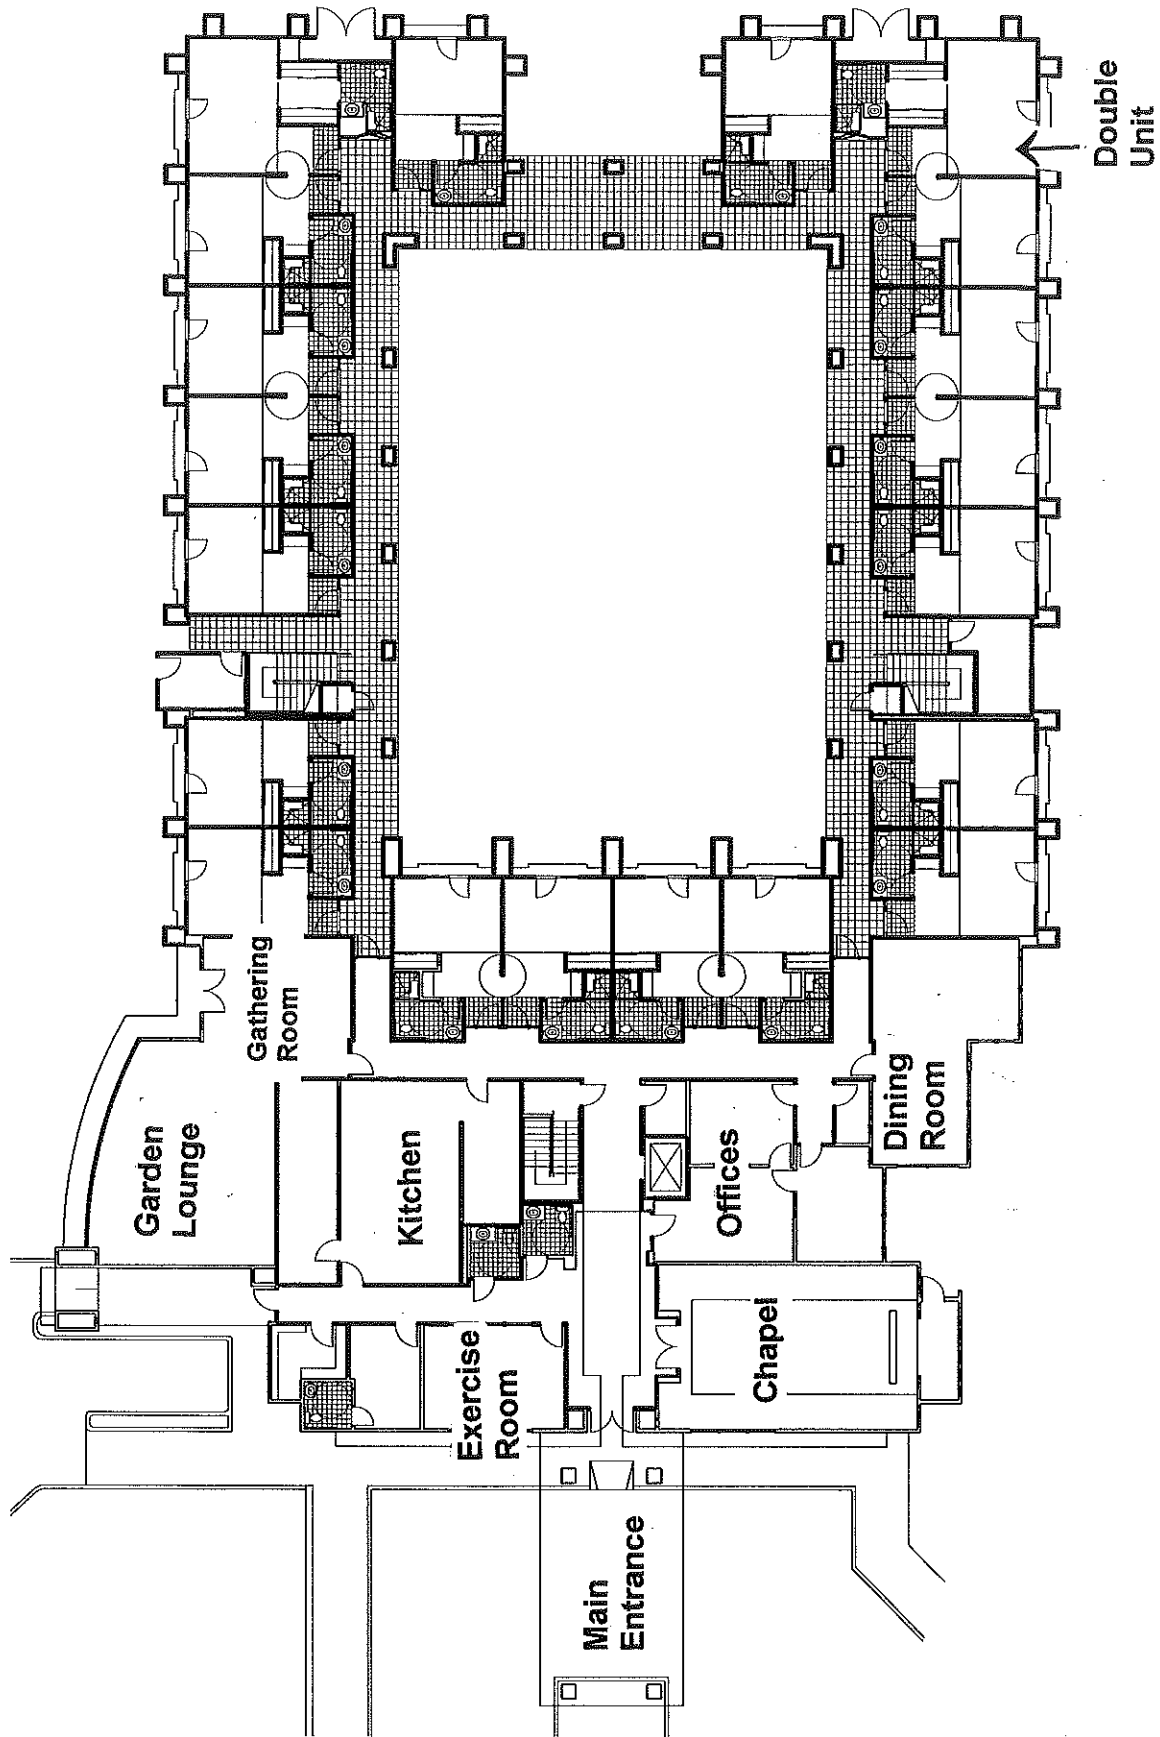 Double
Unit
Gathering
Room
Garden
Lounge
Kitchen
Offices
Dining
Room
Exercise
Room
Chapel
Main
Entrance